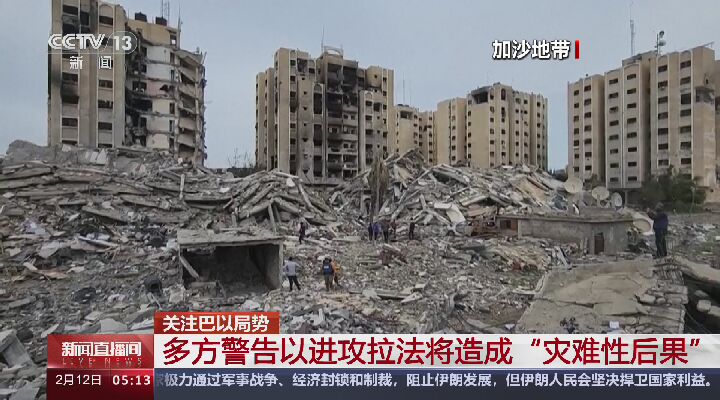 CCTV 13
新闻
加沙地带
关注巴以局势
新闻直播间
LIVE NEWS
多方警告以进攻拉法将造成“灾难性后果”
2月12日 05:13
家极力通过军事战争、经济封锁和制裁，阻止伊朗发展，但伊朗人民会坚决捍卫国家利益。